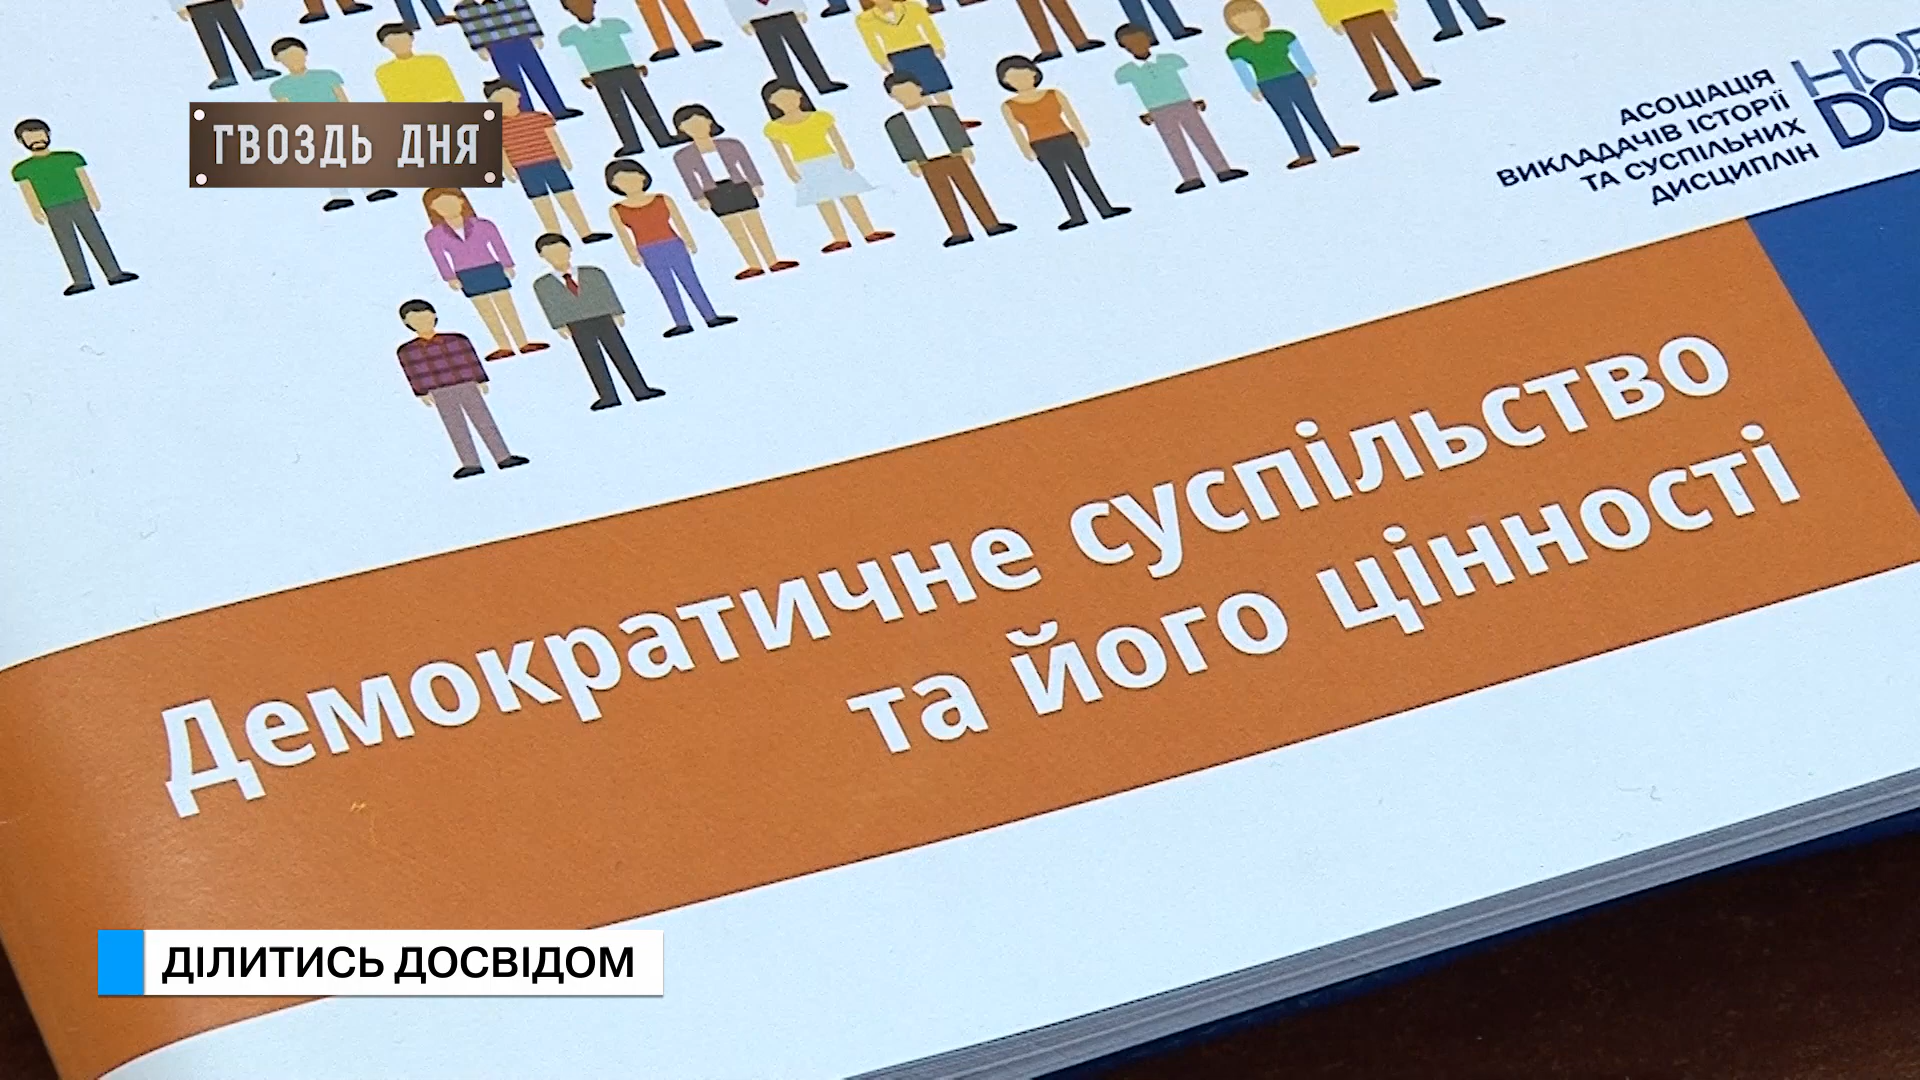 ГВОЗДЬ ДНЯ
АСОЦІАЦІЯ
ВИКЛАДАЧІВ ІСТОРІЇ
ТА СУСПІЛЬНИХ
ДИСЦИПЛІН
Демократичне суспільство
та його цінності
ДІЛИТИСЬ ДОСВІДОМ